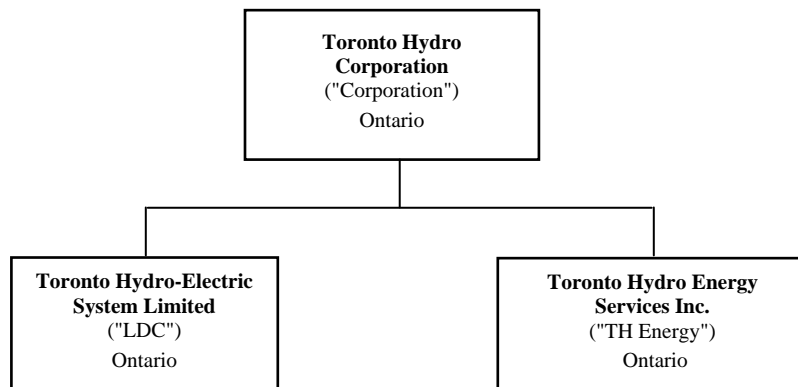 Toronto Hydro
Corporation
("Corporation")
Ontario
Toronto Hydro-Electric
System Limited
("LDC")
Ontario
Toronto Hydro Energy
Services Inc.
("TH Energy")
Ontario